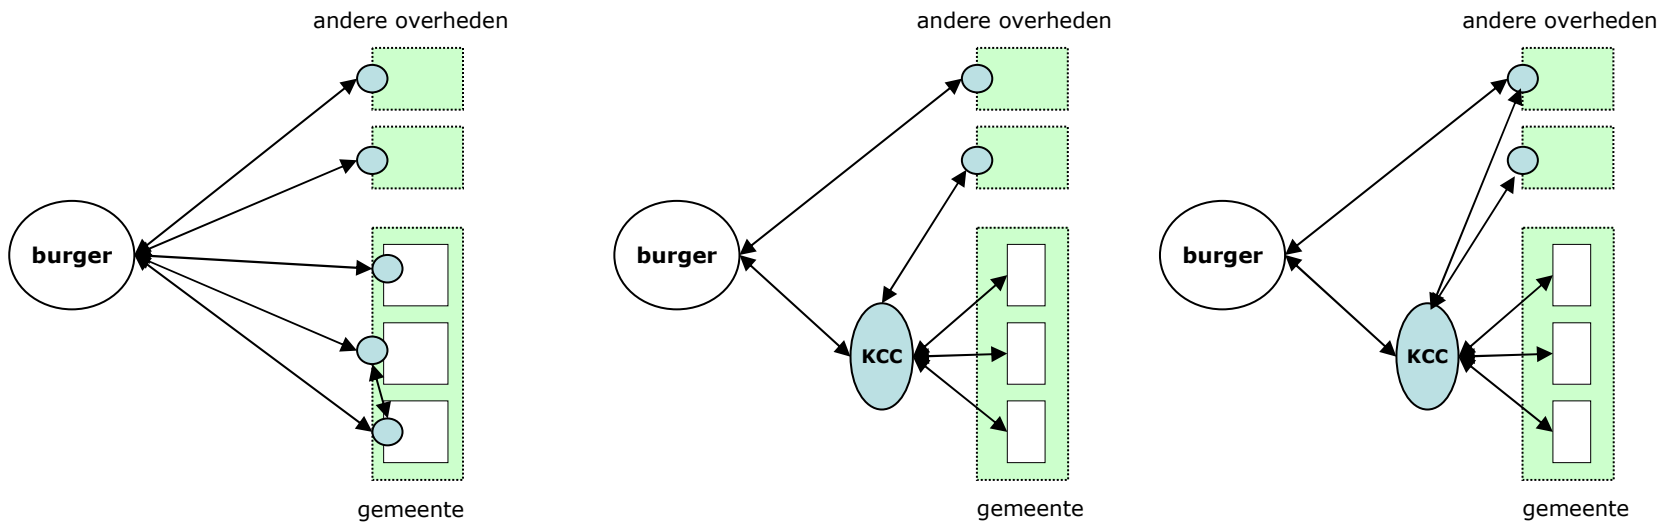 andere overheden
burger
gemeente
andere overheden
burger
KCC
gemeente
andere overheden
burger
KCC
gemeente